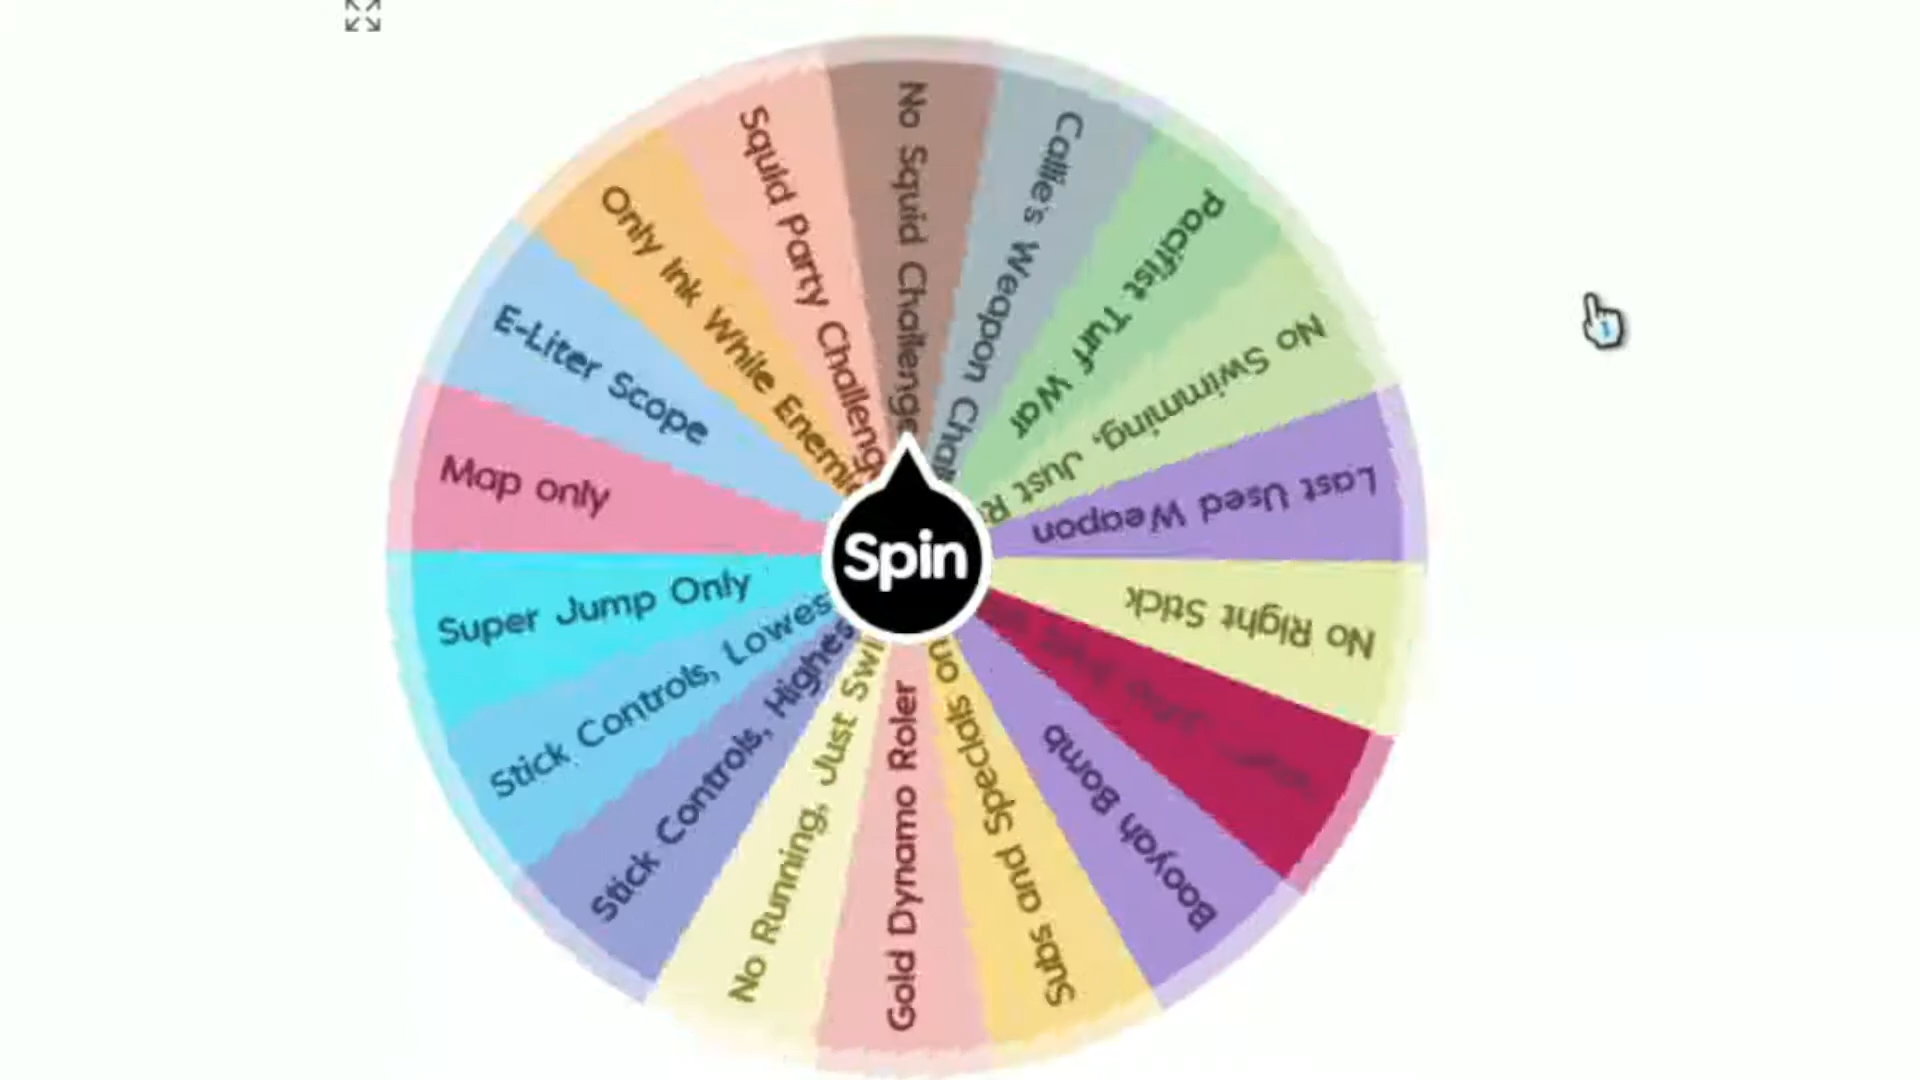 No Squid Challenge
Callie's Weapon Chal
Pacifist Turf War
No Swimming, Just R
Last Used Weapon
No Right Stick
Booyah Bomb
Subs and Specials on
Gold Dynamo Roler
No Running, Just Swi
Stick Controls, Highes
Stick Controls, Lowes
Super Jump Only
Map only
E-Liter Scope
Only Ink While Enemi
Squid Party Challeng
Spin